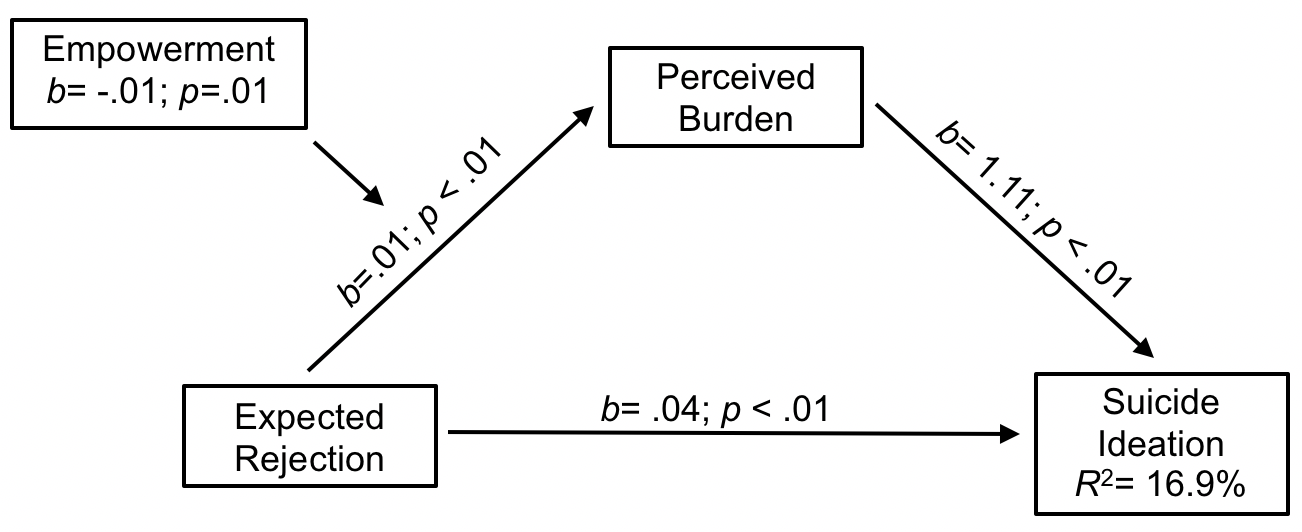 Empowerment
b= -.01; p=.01
Perceived
Burden
b=.01; p < .01
b= 1.11; p < .01
Expected
Rejection
b= .04; p < .01
Suicide
Ideation
R²= 16.9%